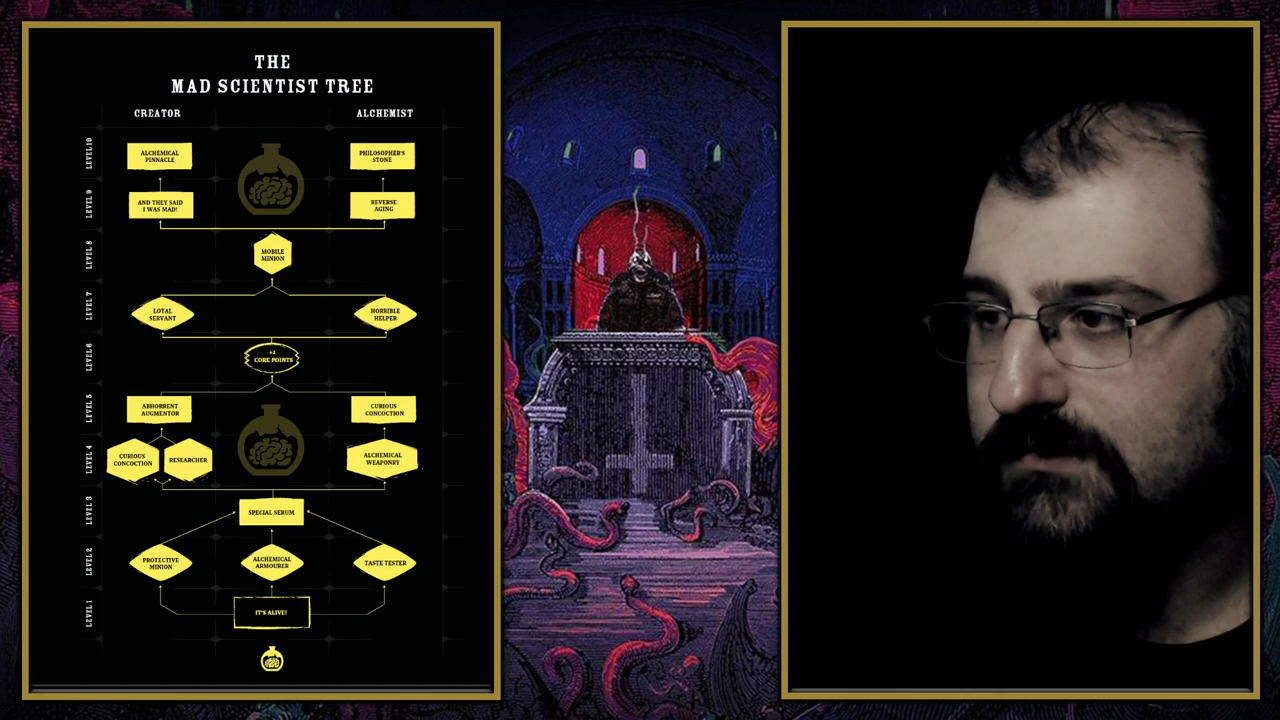 THE
MAD SCIENTIST TREE
CREATOR
ALCHEMIST
LEVEL 10
ALCHEMICAL
PINNACLE
PHILOSOPHER'S
STONE
LEVEL 9
AND THEY SAID
I WAS MAD!
REVERSE
AGING
LEVEL 8
MOBILE
MINION
LEVEL 7
LOYAL
SERVANT
HORRIBLE
HELPER
LEVEL 6
+2
CORE POINTS
LEVEL 5
ABHORRENT
AUGMENTOR
CURIOUS
CONCOCTION
LEVEL 4
CURIOUS
CONCOCTION
RESEARCHER
ALCHEMICAL
WEAPONRY
LEVEL 3
SPECIAL SERUM
LEVEL 2
PROTECTIVE
MINION
ALCHEMICAL
ARMOURER
TASTE TESTER
LEVEL 1
IT'S ALIVE!